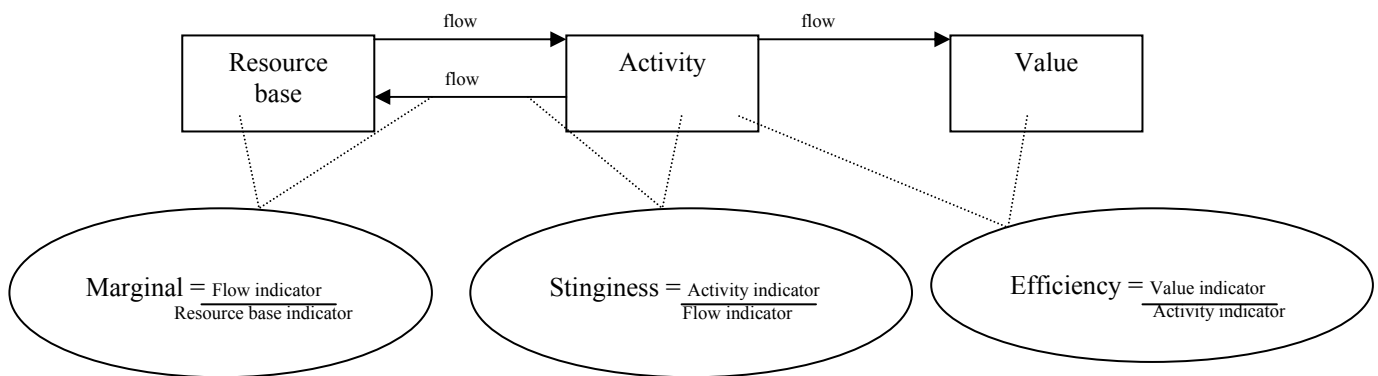 flow
flow
Resource
base
Activity
Value
flow
Marginal = Flow indicator
Resource base indicator
Stinginess = Activity indicator
Flow indicator
Efficiency = Value indicator
Activity indicator